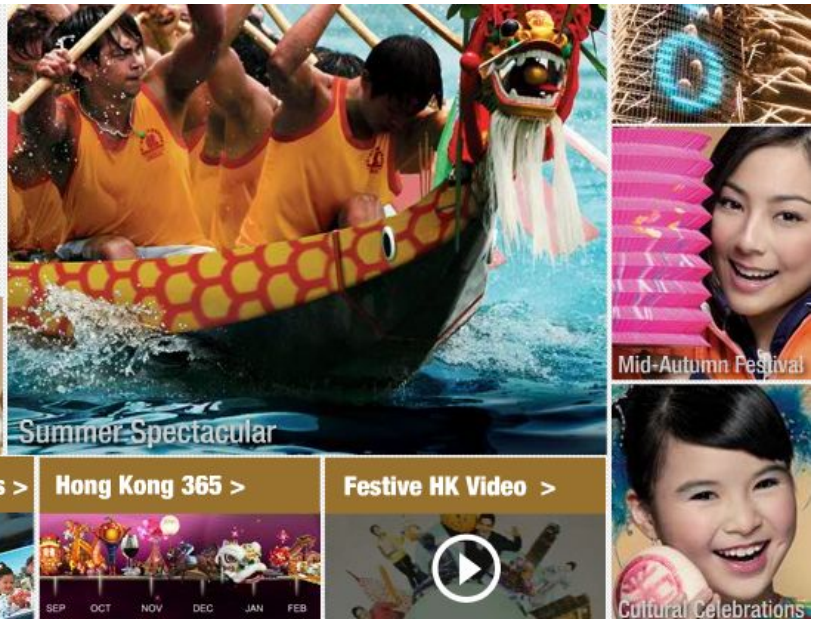 Summer Spectacular
Mid-Autumn Festival
s >
Hong Kong 365 >
Festive HK Video >
SEP OCT NOV DEC JAN FEB
Cultural Celebrations